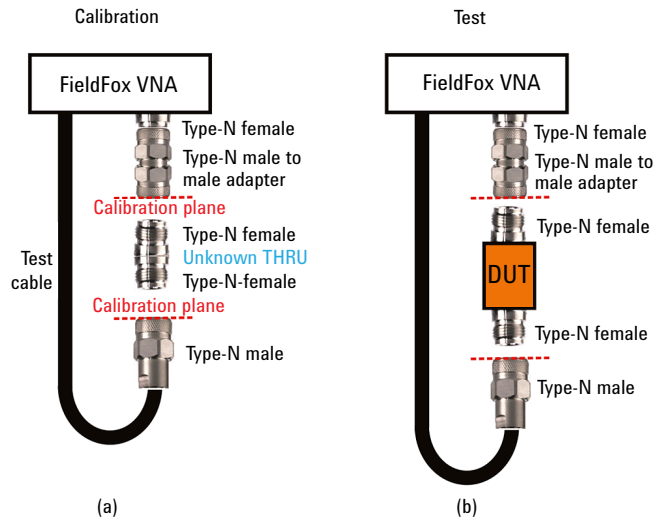 Calibration
FieldFox VNA
Type-N female
Type-N male to
male adapter
Calibration plane
Type-N female
Unknown THRU
Type-N-female
Calibration plane
Type-N male
Test
cable
(a)
Test
FieldFox VNA
Type-N female
Type-N male to
male adapter
Type-N female
DUT
Type-N female
Type-N male
(b)